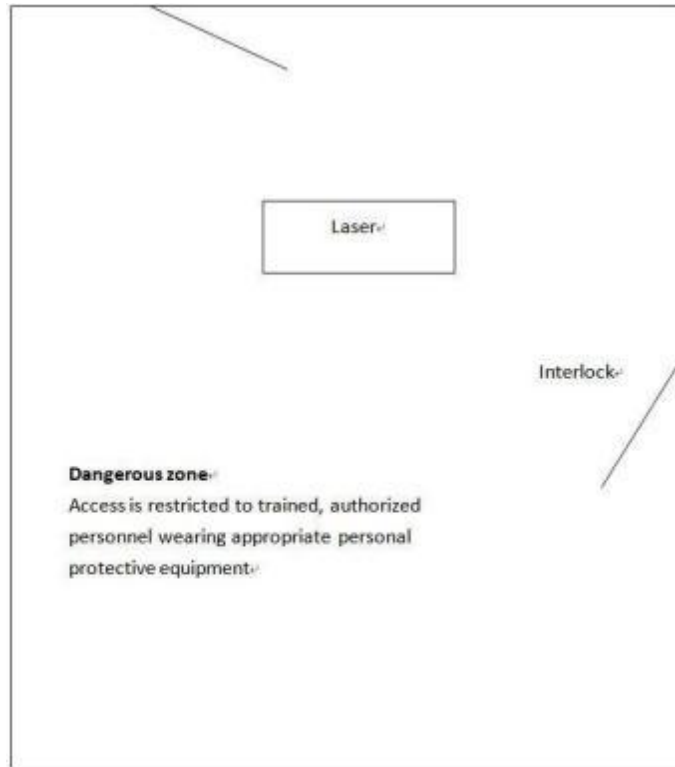 Laser
Interlock
Dangerous zone
Access is restricted to trained, authorized
personnel wearing appropriate personal
protective equipment